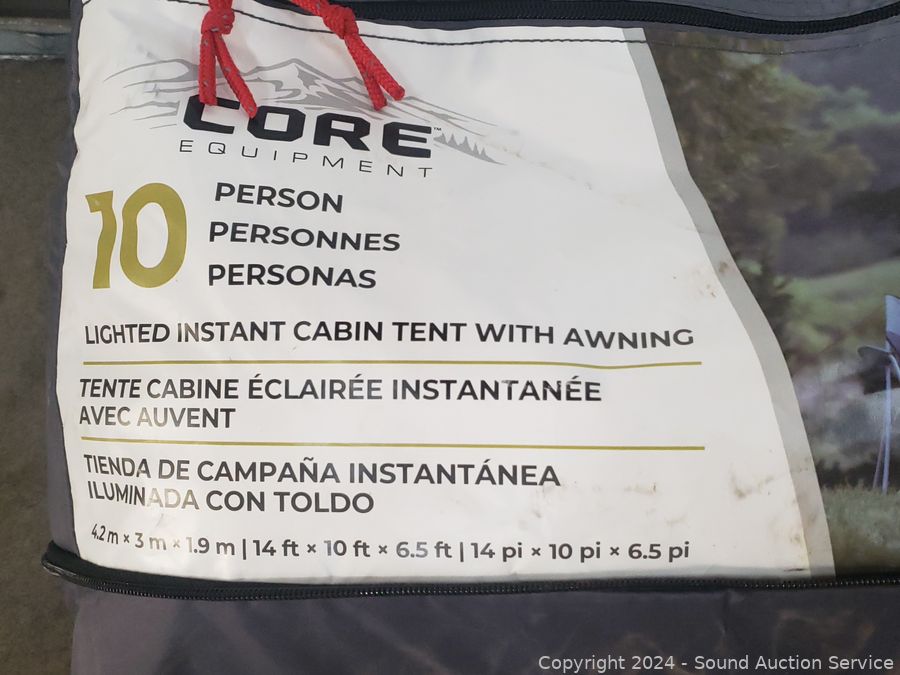 CORE™
EQUIPMENT
10
PERSON
PERSONNES
PERSONAS
LIGHTED INSTANT CABIN TENT WITH AWNING
TENTE CABINE ÉCLAIRÉE INSTANTANÉE
AVEC AUVENT
TIENDA DE CAMPAÑA INSTANTÁNEA
ILUMINADA CON TOLDO
4.2 m × 3 m × 1.9 m | 14 ft × 10 ft × 6.5 ft | 14 pi × 10 pi × 6.5 pi
Copyright 2024 - Sound Auction Service